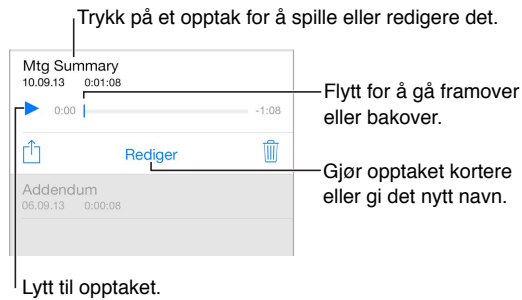 Trykk på et opptak for å spille eller redigere det.
Mtg Summary
10.09.13 0:01:08
0:00 -1:08
Flytt for å gå framover
eller bakover.
Rediger
Gjør opptaket kortere
eller gi det nytt navn.
Addendum
06.09.13 0:00:08
Lytt til opptaket.